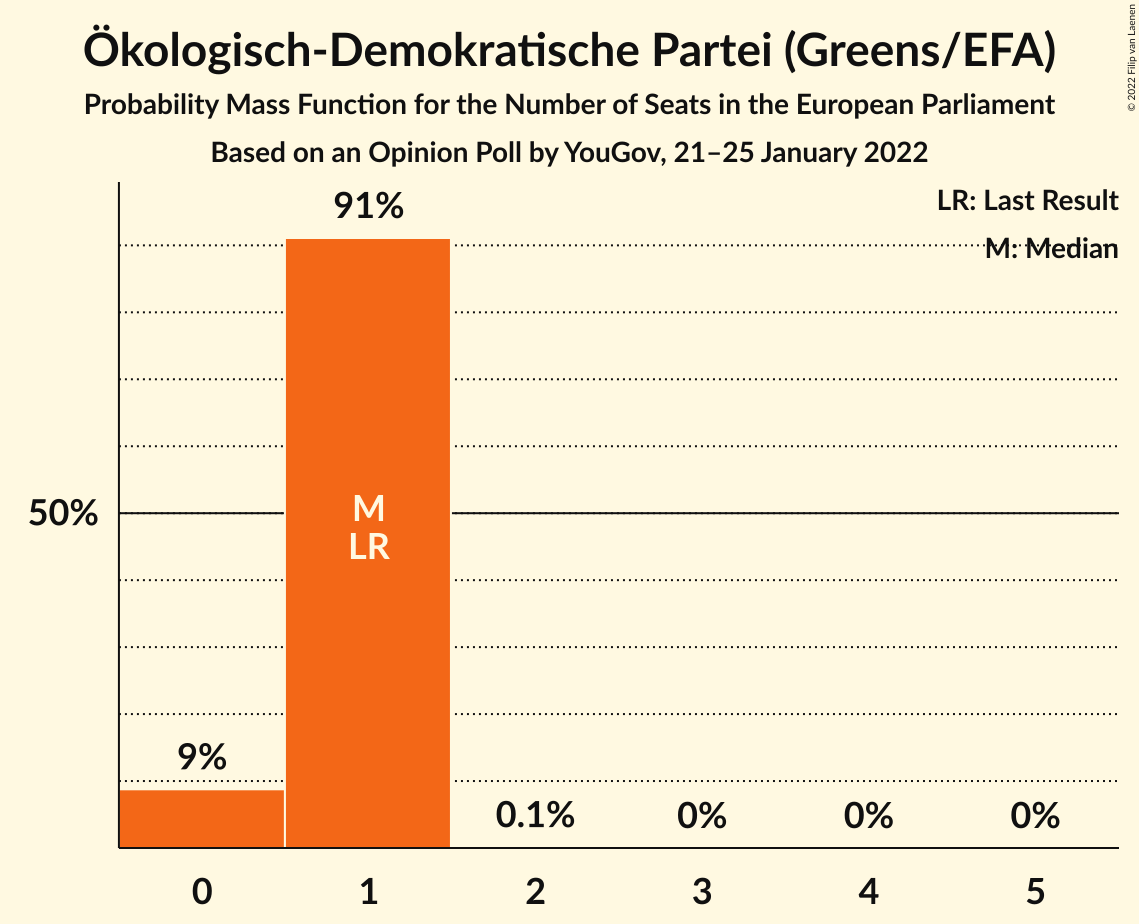 Ökologisch-Demokratische Partei (Greens/EFA)
Probability Mass Function for the Number of Seats in the European Parliament
Based on an Opinion Poll by YouGov, 21–25 January 2022
© 2022 Filip van Laenen
LR: Last Result
M: Median
91%
50%
M
LR
9%
0.1%
0%
0%
0%
0
1
2
3
4
5